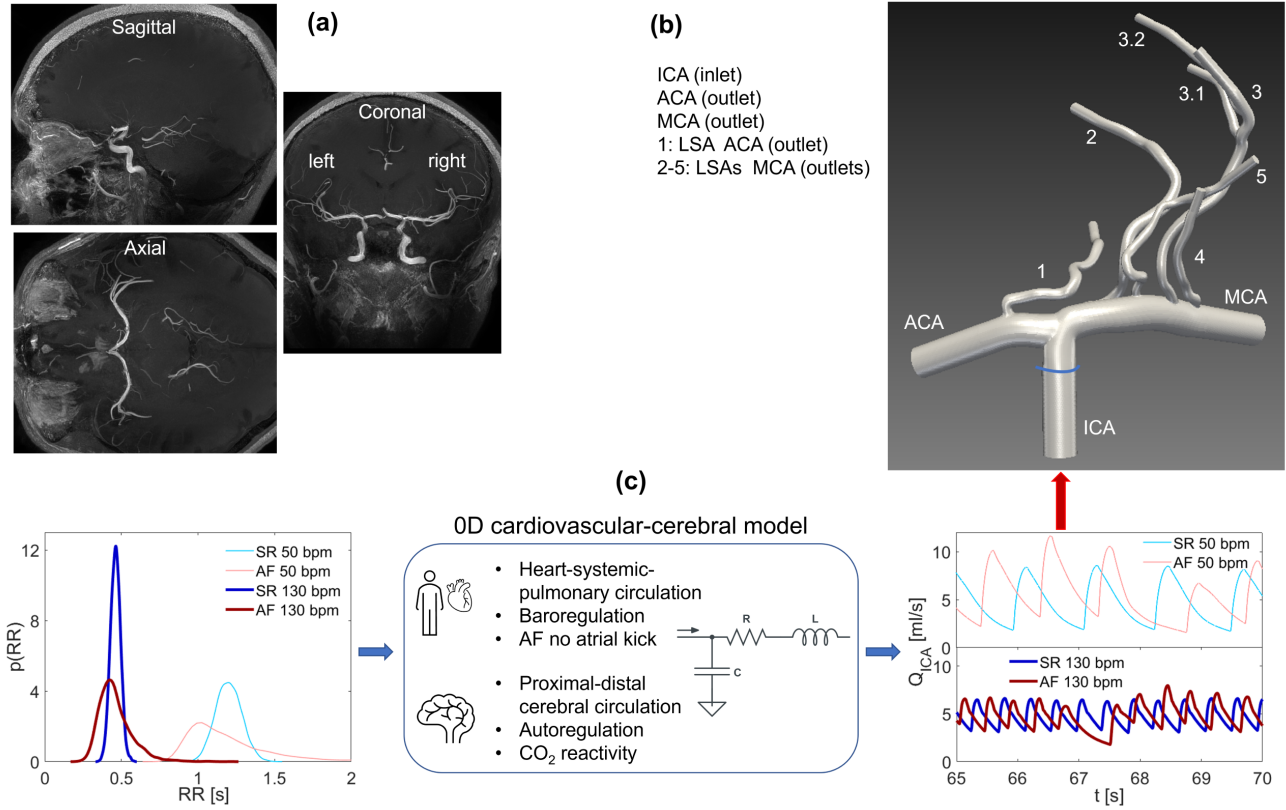 (a)
Sagittal
Coronal
left
right
Axial
(b)
ICA (inlet)
ACA (outlet)
MCA (outlet)
1: LSA ACA (outlet)
2-5: LSAs MCA (outlets)
3.2
3.1
3
2
5
1
4
MCA
ACA
ICA
(c)
p(RR)
12
8
4
0
SR 50 bpm
AF 50 bpm
SR 130 bpm
AF 130 bpm
0
0.5
1
1.5
2
RR [s]
0D cardiovascular-cerebral model
• Heart-systemic-
pulmonary circulation
• Baroregulation
• AF no atrial kick
• Proximal-distal
cerebral circulation
• Autoregulation
• CO₂ reactivity
R
L
C
Q_ICA [ml/s]
10
5
0
SR 50 bpm
AF 50 bpm
10
5
0
SR 130 bpm
AF 130 bpm
65
66
67
68
69
70
t [s]